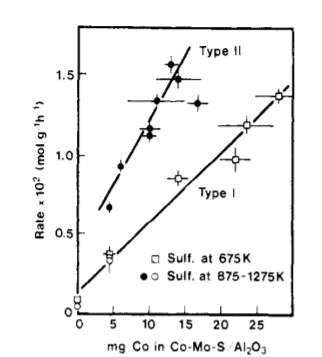 Type II
1.5
1.0
0.5
0
Rate × 10² (mol g⁻¹h⁻¹)
Type I
□ Sulf. at 675K
●○ Sulf. at 875-1275K
0 5 10 15 20 25
mg Co in Co-Mo-S/Al₂O₃